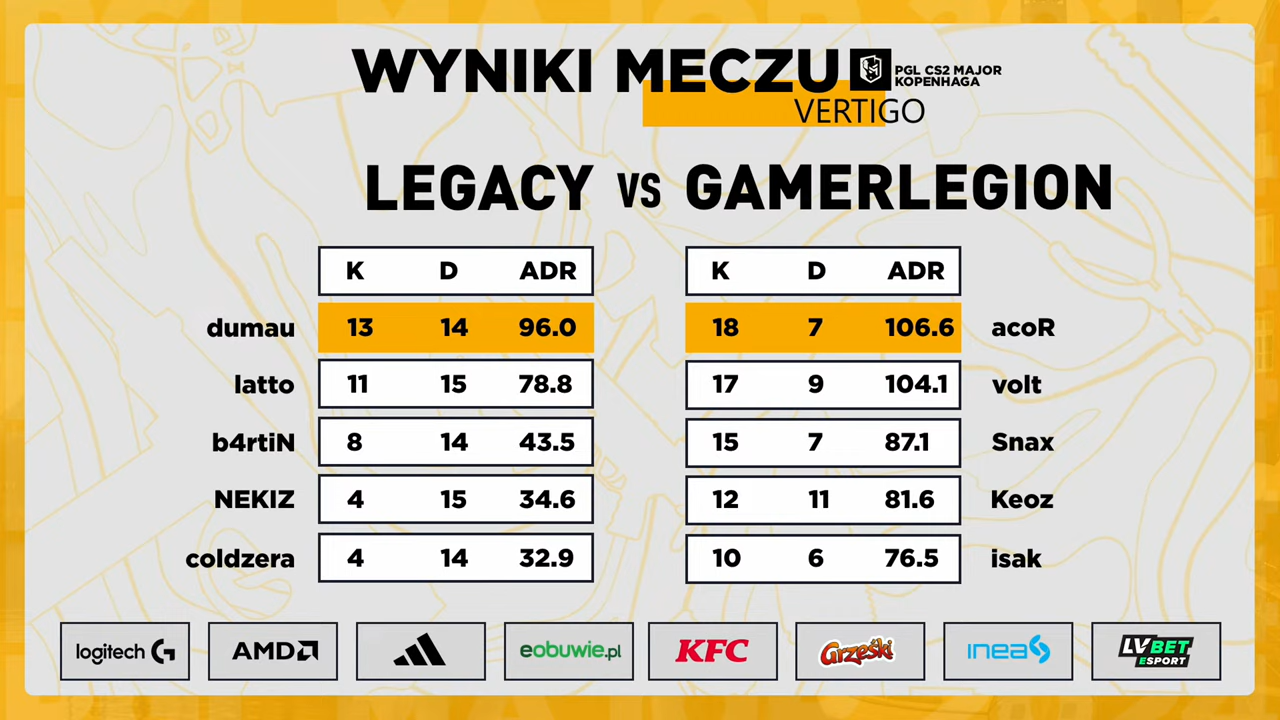 WYNIKI MECZU
PGL CS2 MAJOR
KOPENHAGA
VERTIGO
LEGACY VS GAMERLEGION
K D ADR K D ADR
dumau 13 14 96.0 18 7 106.6 acoR
latto 11 15 78.8 17 9 104.1 volt
b4rtiN 8 14 43.5 15 7 87.1 Snax
NEKIZ 4 15 34.6 12 11 81.6 Keoz
coldzera 4 14 32.9 10 6 76.5 isak
logitech G AMD eobuwie.pl KFC Grześki inea LVBET ESPORT